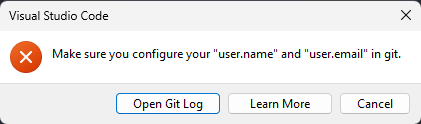 Visual Studio Code
Make sure you configure your "user.name" and "user.email" in git.
Open Git Log
Learn More
Cancel